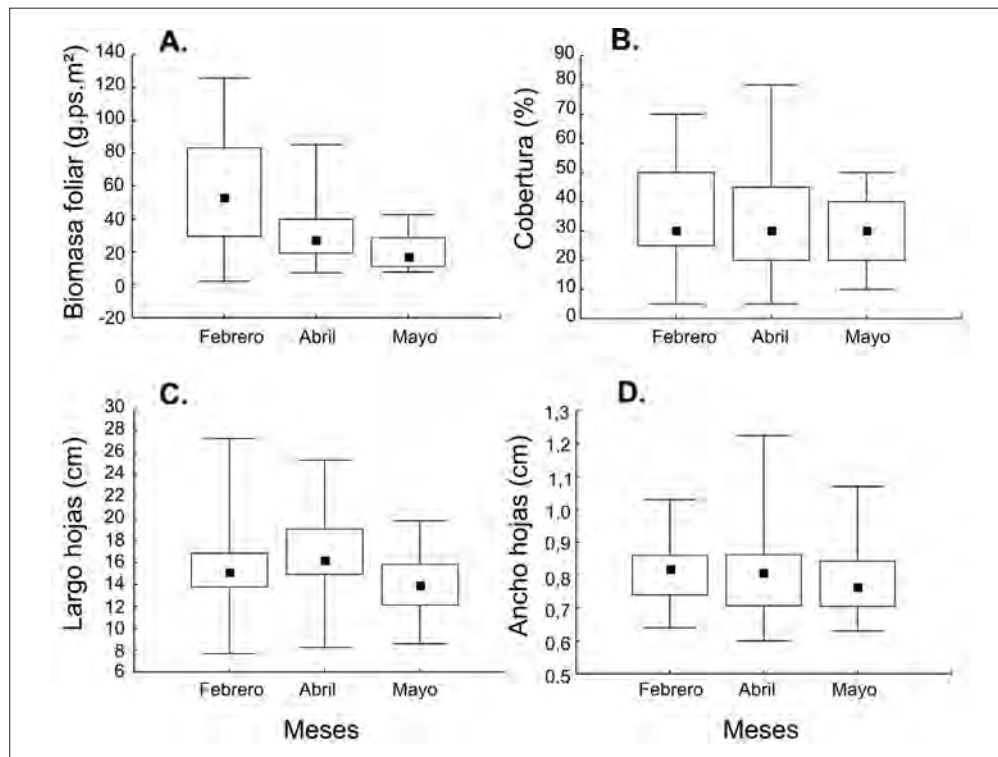 A.
Biomasa foliar (g.ps.m²)
140
120
100
80
60
40
20
0
-20
Febrero Abril Mayo
B.
Cobertura (%)
90
80
70
60
50
40
30
20
10
0
Febrero Abril Mayo
C.
Largo hojas (cm)
30
28
26
24
22
20
18
16
14
12
10
8
6
Febrero Abril Mayo
Meses
D.
Ancho hojas (cm)
1,3
1,2
1,1
1,0
0,9
0,8
0,7
0,6
0,5
Febrero Abril Mayo
Meses